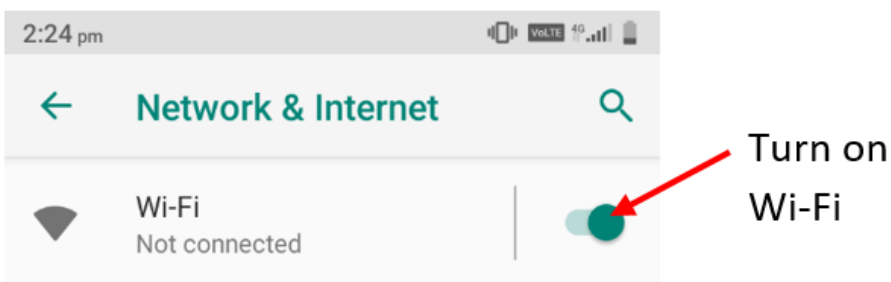 2:24 pm VoLTE 4G
Network & Internet
Turn on
Wi-Fi
Wi-Fi
Not connected